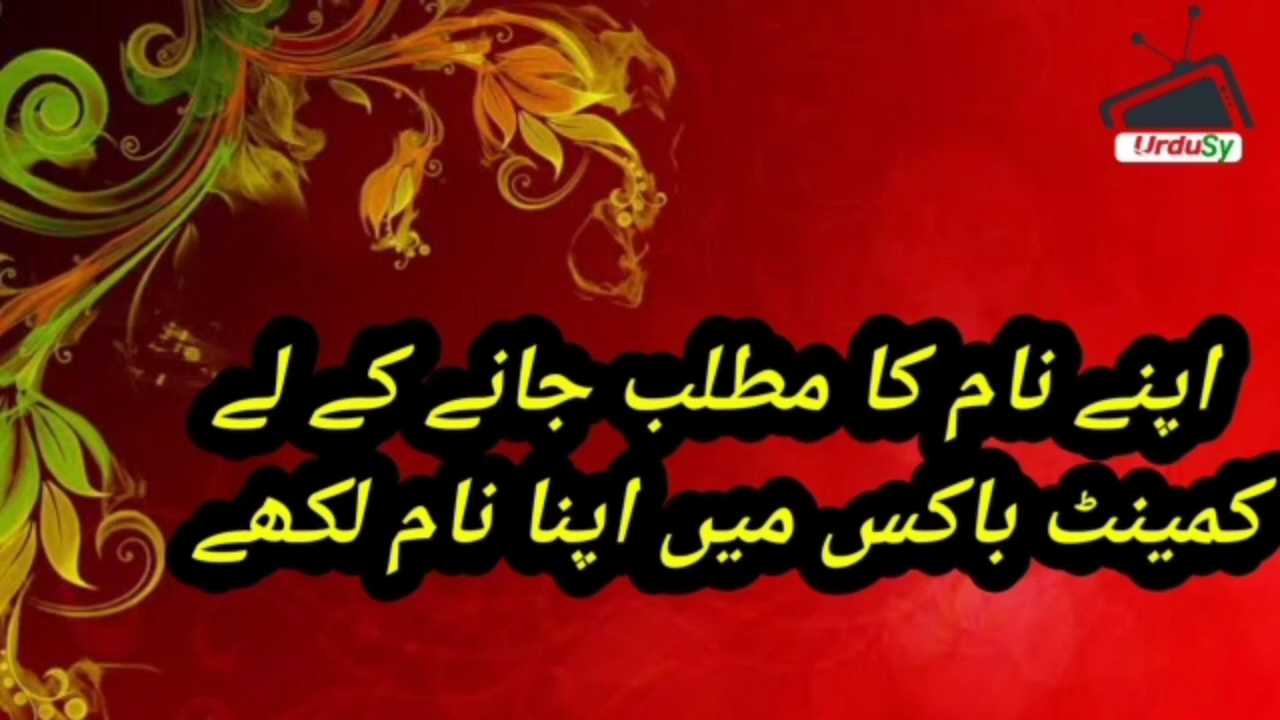 UrduSy
اپنے نام کا مطلب جانے کے لے
کمینٹ باکس میں اپنا نام لکھے